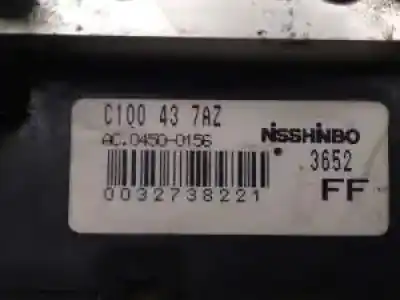 C100 43 7AZ
NISSHINBO
AC.0450-0156
3652
0032738221
FF